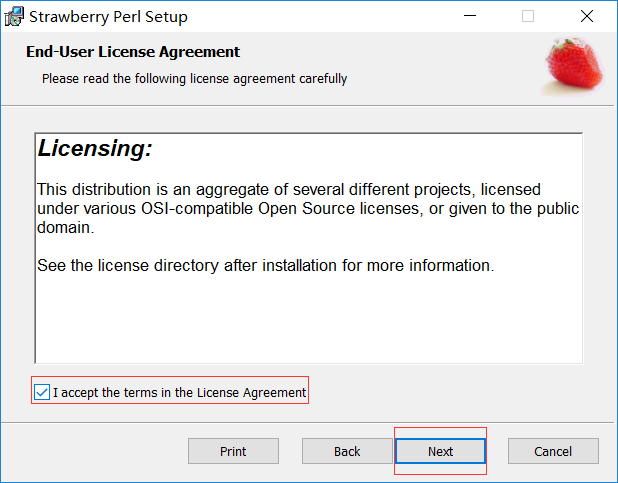 Strawberry Perl Setup
End-User License Agreement
Please read the following license agreement carefully
Licensing:
This distribution is an aggregate of several different projects, licensed
under various OSI-compatible Open Source licenses, or given to the public
domain.
See the license directory after installation for more information.
I accept the terms in the License Agreement
Print Back Next Cancel